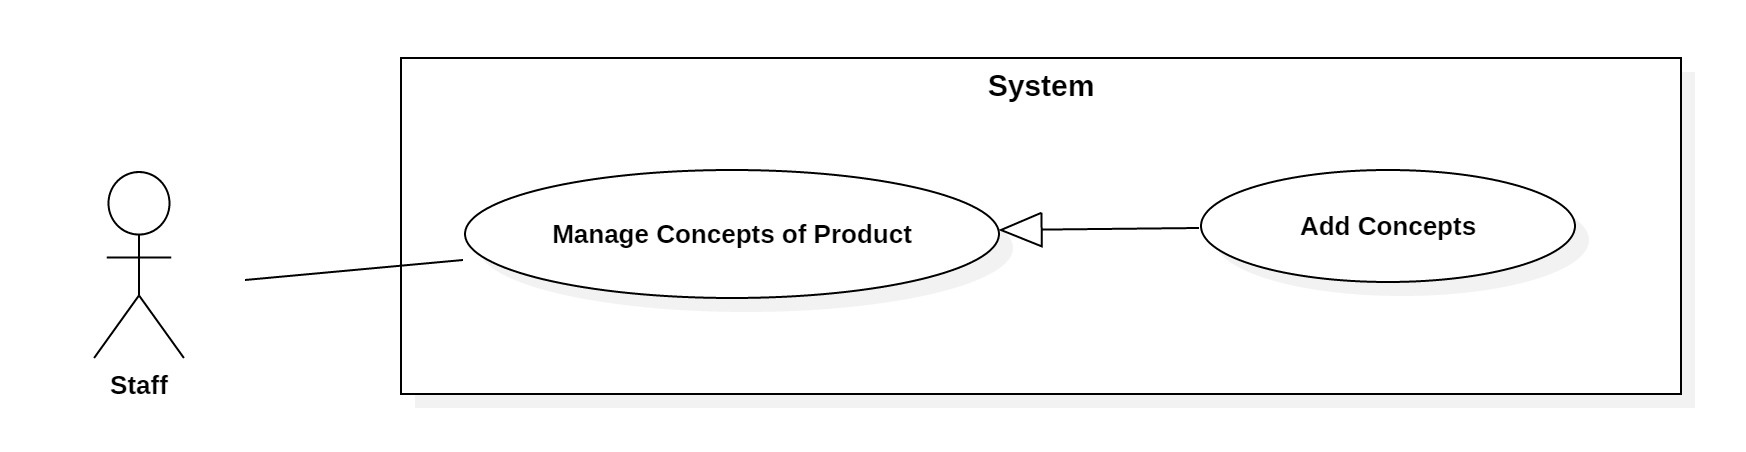 System
Manage Concepts of Product
Add Concepts
Staff